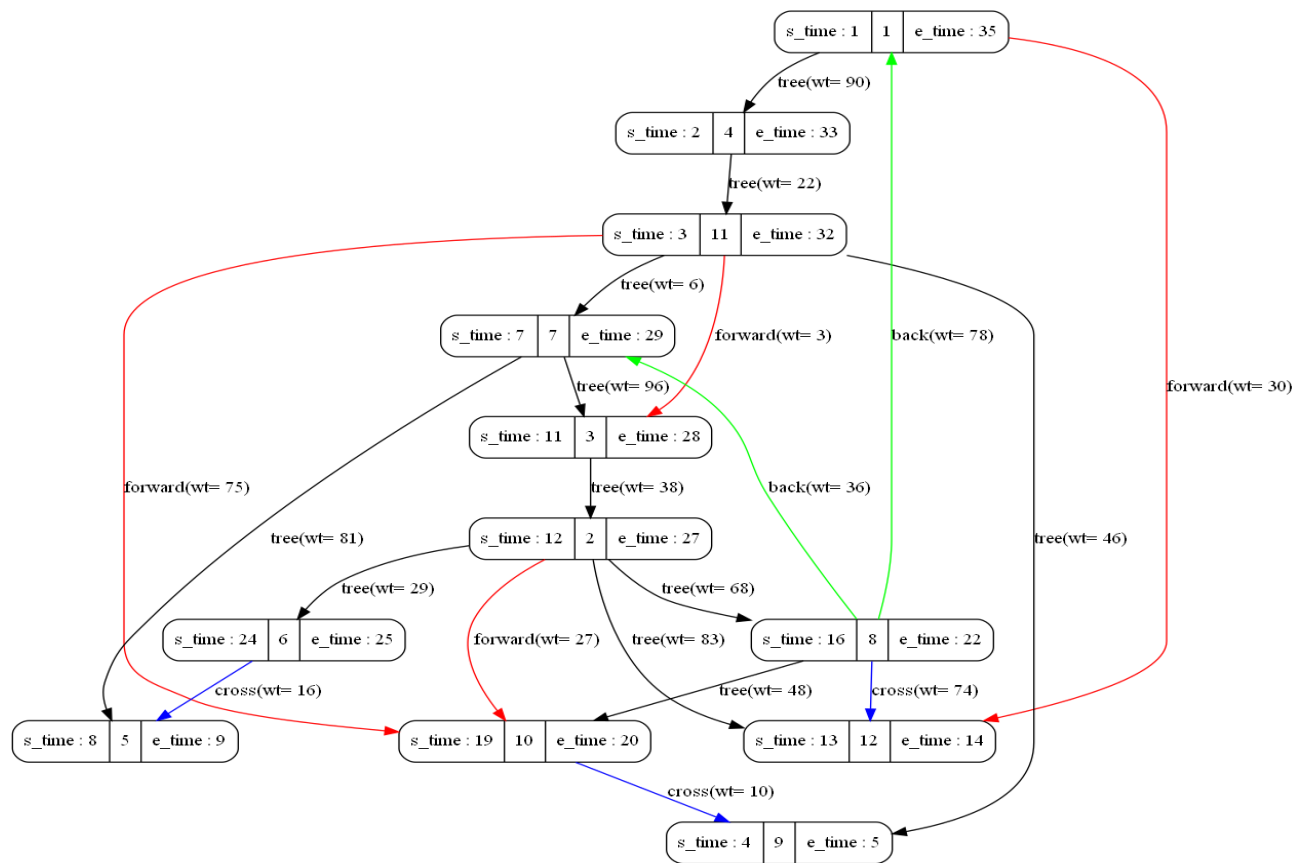 s_time : 1 1 e_time : 35
tree(wt= 90)
s_time : 2 4 e_time : 33
tree(wt= 22)
s_time : 3 11 e_time : 32
tree(wt= 6)
s_time : 7 7 e_time : 29
forward(wt= 3)
back(wt= 78)
tree(wt= 96)
forward(wt= 30)
s_time : 11 3 e_time : 28
forward(wt= 75)
tree(wt= 38)
back(wt= 36)
s_time : 12 2 e_time : 27
tree(wt= 81)
tree(wt= 46)
tree(wt= 29)
tree(wt= 68)
s_time : 24 6 e_time : 25
forward(wt= 27)
tree(wt= 83)
s_time : 16 8 e_time : 22
cross(wt= 16)
tree(wt= 48)
cross(wt= 74)
s_time : 8 5 e_time : 9
s_time : 19 10 e_time : 20
s_time : 13 12 e_time : 14
cross(wt= 10)
s_time : 4 9 e_time : 5